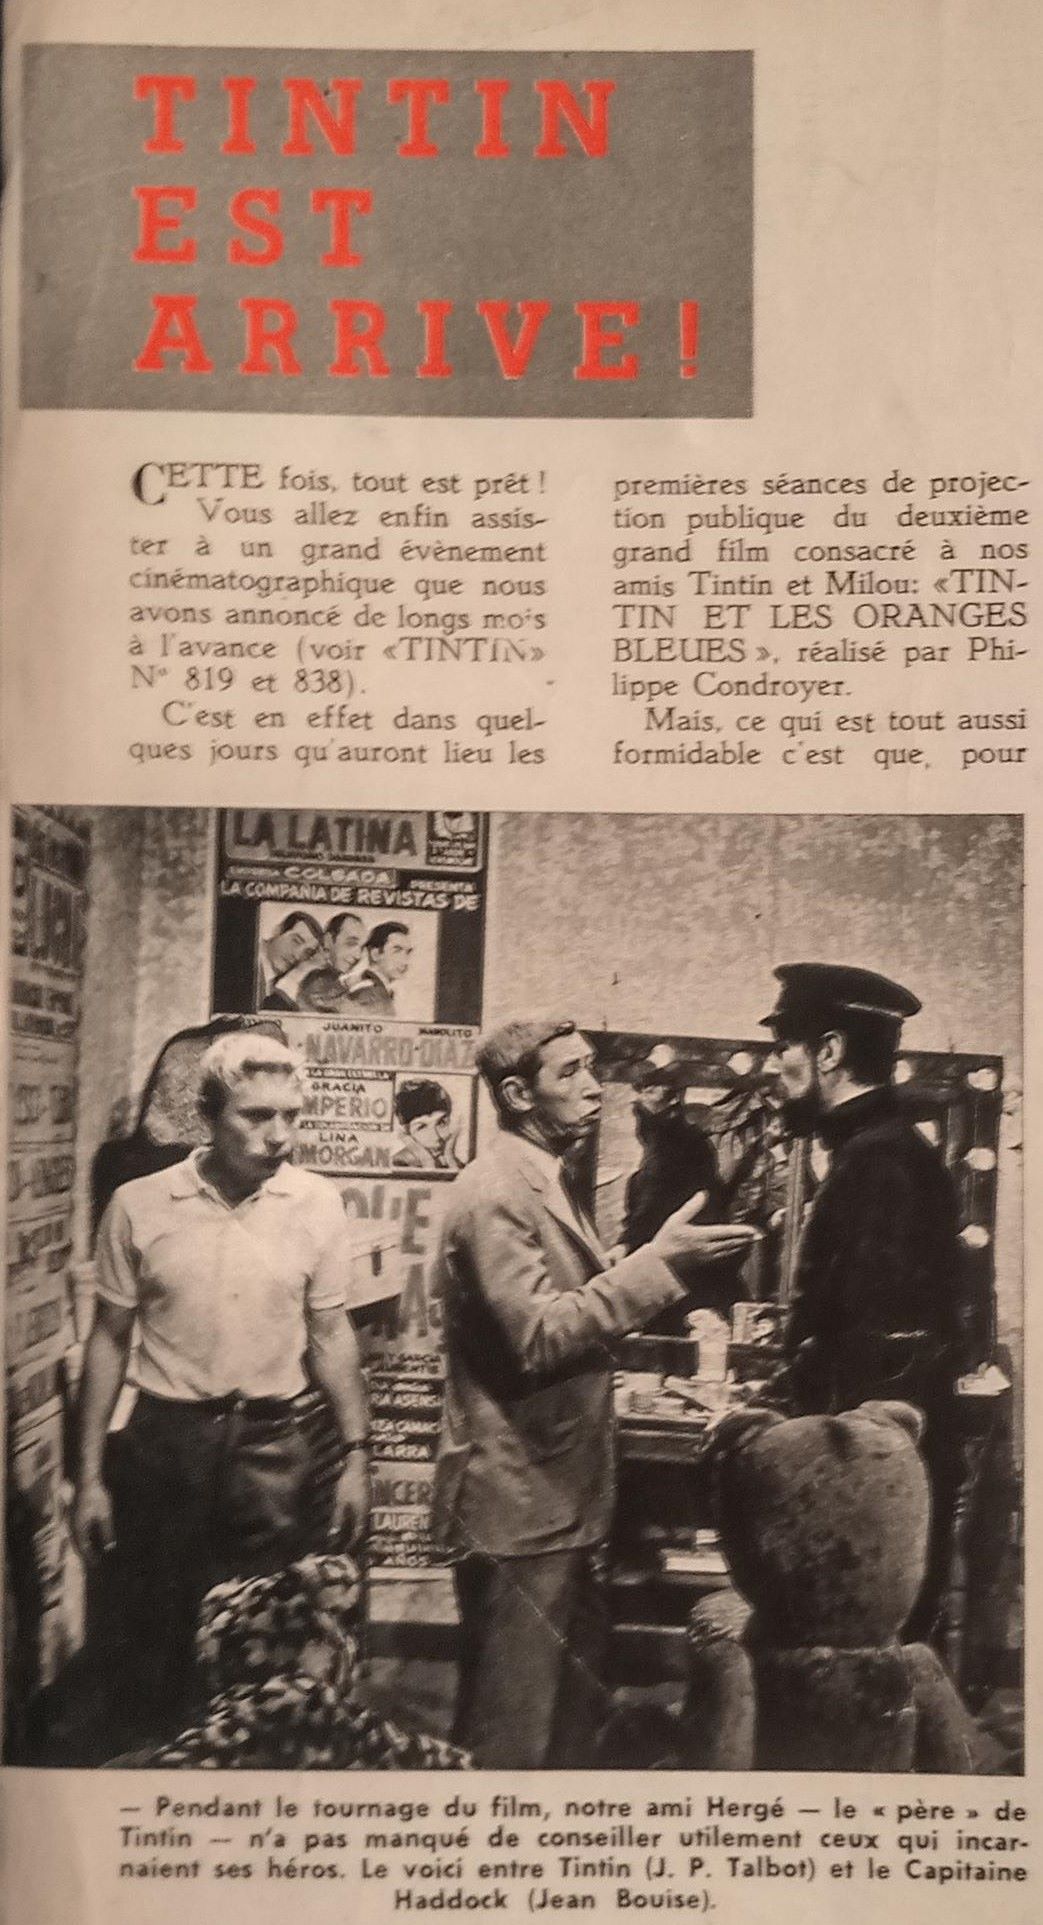 TINTIN
EST
ARRIVE !
CETTE fois, tout est prêt !
Vous allez enfin assis-
ter à un grand évènement
cinématographique que nous
avons annoncé de longs mois
à l'avance (voir «TINTIN»
N° 819 et 838).
C'est en effet dans quel-
ques jours qu'auront lieu les
premières séances de projec-
tion publique du deuxième
grand film consacré à nos
amis Tintin et Milou: «TIN-
TIN ET LES ORANGES
BLEUES», réalisé par Phi-
lippe Condroyer.
Mais, ce qui est tout aussi
formidable c'est que, pour
LA LATINA
COLSADA
PRESENTA
LA COMPAÑIA DE REVISTAS DE
JUANITO MANOLITO
NAVARRO-DIAZ
GRACIA
IMPERIO
LINA
MORGAN
QUE
LARRA
LAUREN
AÑOS
— Pendant le tournage du film, notre ami Hergé — le « père » de
Tintin — n'a pas manqué de conseiller utilement ceux qui incar-
naient ses héros. Le voici entre Tintin (J. P. Talbot) et le Capitaine
Haddock (Jean Bouise).